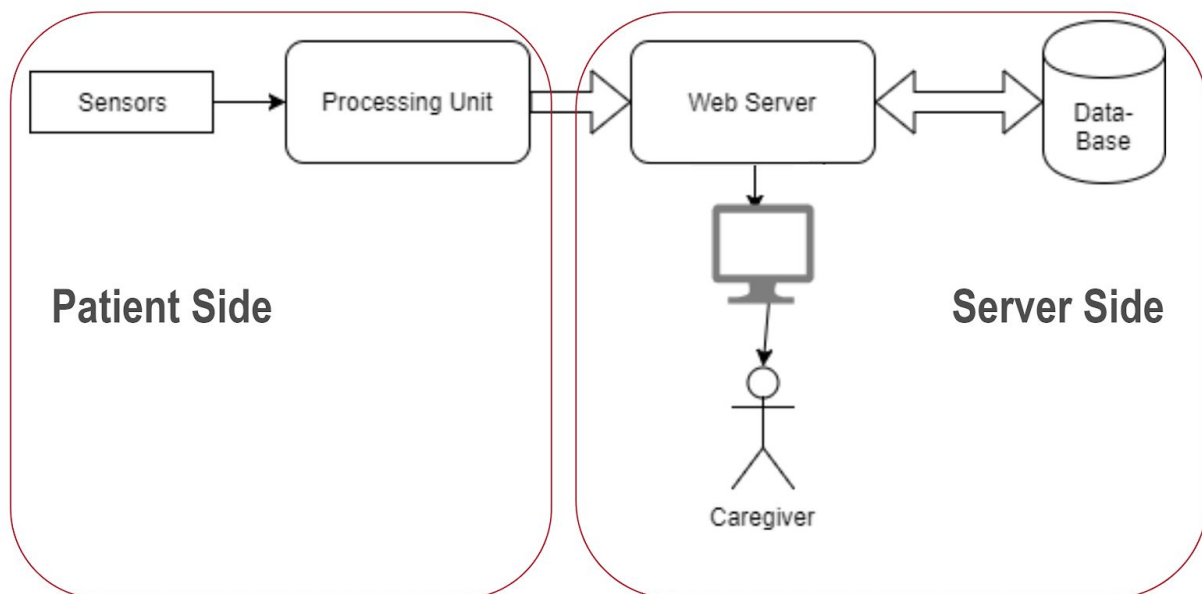 Sensors
Processing Unit
Web Server
Data-
Base
Patient Side
Server Side
Caregiver